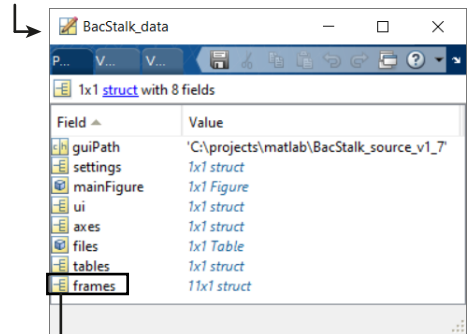 BacStalk_data
P... V... V...
1x1 struct with 8 fields
Field Value
guiPath 'C:\projects\matlab\BacStalk_source_v1_7'
settings 1x1 struct
mainFigure 1x1 Figure
ui 1x1 struct
axes 1x1 struct
files 1x1 Table
tables 1x1 struct
frames 11x1 struct